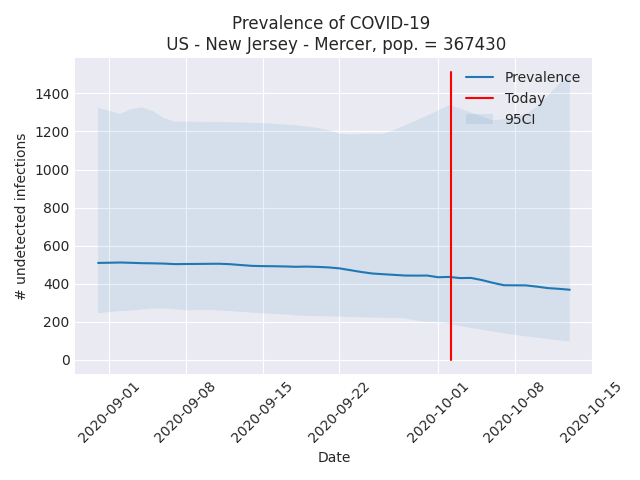 Prevalence of COVID-19
US - New Jersey - Mercer, pop. = 367430
Prevalence
Today
95CI
1400
1200
1000
800
600
400
200
0
# undetected infections
2020-09-01
2020-09-08
2020-09-15
2020-09-22
2020-10-01
2020-10-08
2020-10-15
Date